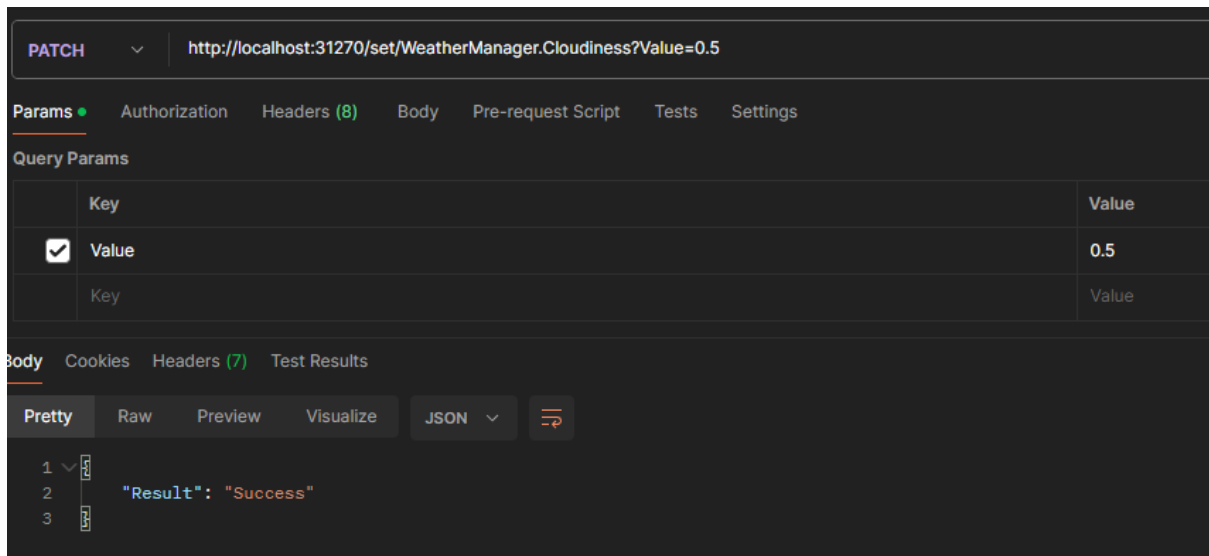 PATCH http://localhost:31270/set/WeatherManager.Cloudiness?Value=0.5
Params Authorization Headers (8) Body Pre-request Script Tests Settings
Query Params
Key Value
Value 0.5
Key Value
Body Cookies Headers (7) Test Results
Pretty Raw Preview Visualize JSON
1 {
2 "Result": "Success"
3 }